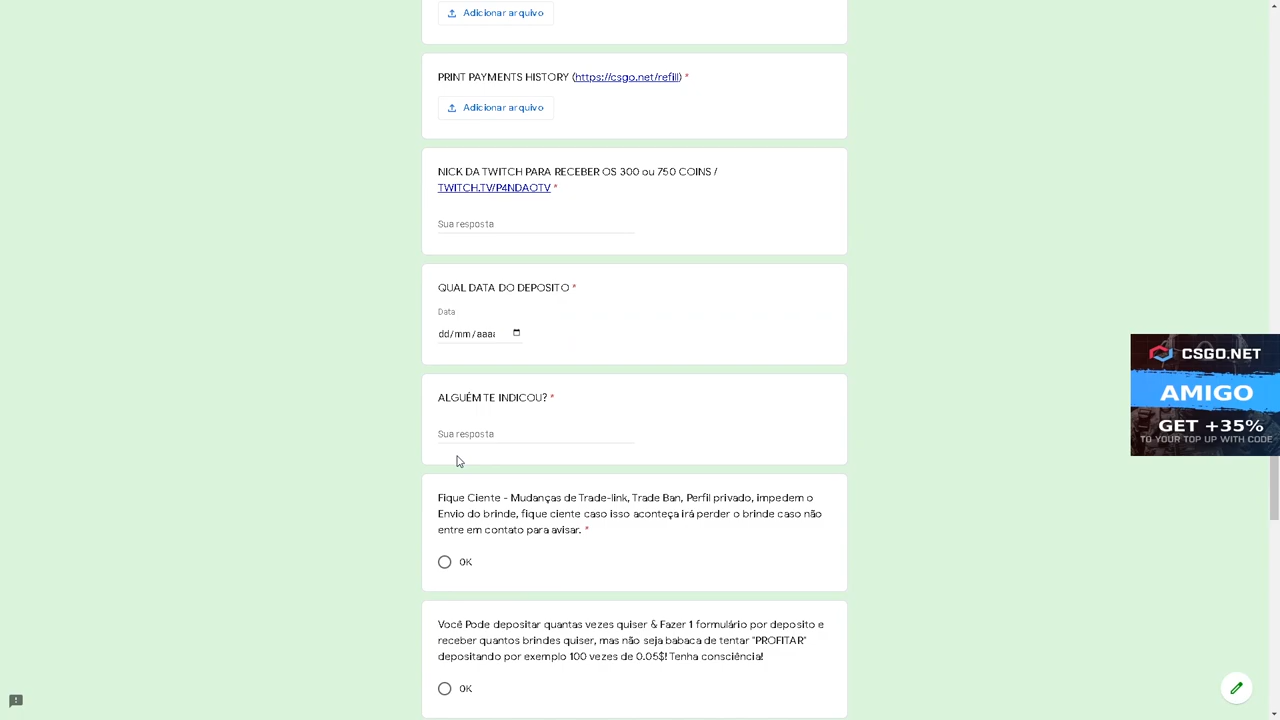 Adicionar arquivo
PRINT PAYMENTS HISTORY (https://csgo.net/refill) *
Adicionar arquivo
NICK DA TWITCH PARA RECEBER OS 300 ou 750 COINS /
TWITCH.TV/P4NDAOTV *
Sua resposta
QUAL DATA DO DEPOSITO *
Data
dd/mm/aaaa
ALGUÉM TE INDICOU? *
Sua resposta
CSGO.NET
AMIGO
GET +35%
TO YOUR TOP UP WITH CODE
Fique Ciente - Mudanças de Trade-link, Trade Ban, Perfil privado, impedem o
Envio do brinde, fique ciente caso isso aconteça irá perder o brinde caso não
entre em contato para avisar. *
OK
Você Pode depositar quantas vezes quiser & Fazer 1 formulário por deposito e
receber quantos brindes quiser, mas não seja babaca de tentar "PROFITAR"
depositando por exemplo 100 vezes de 0.05$! Tenha consciência!
OK